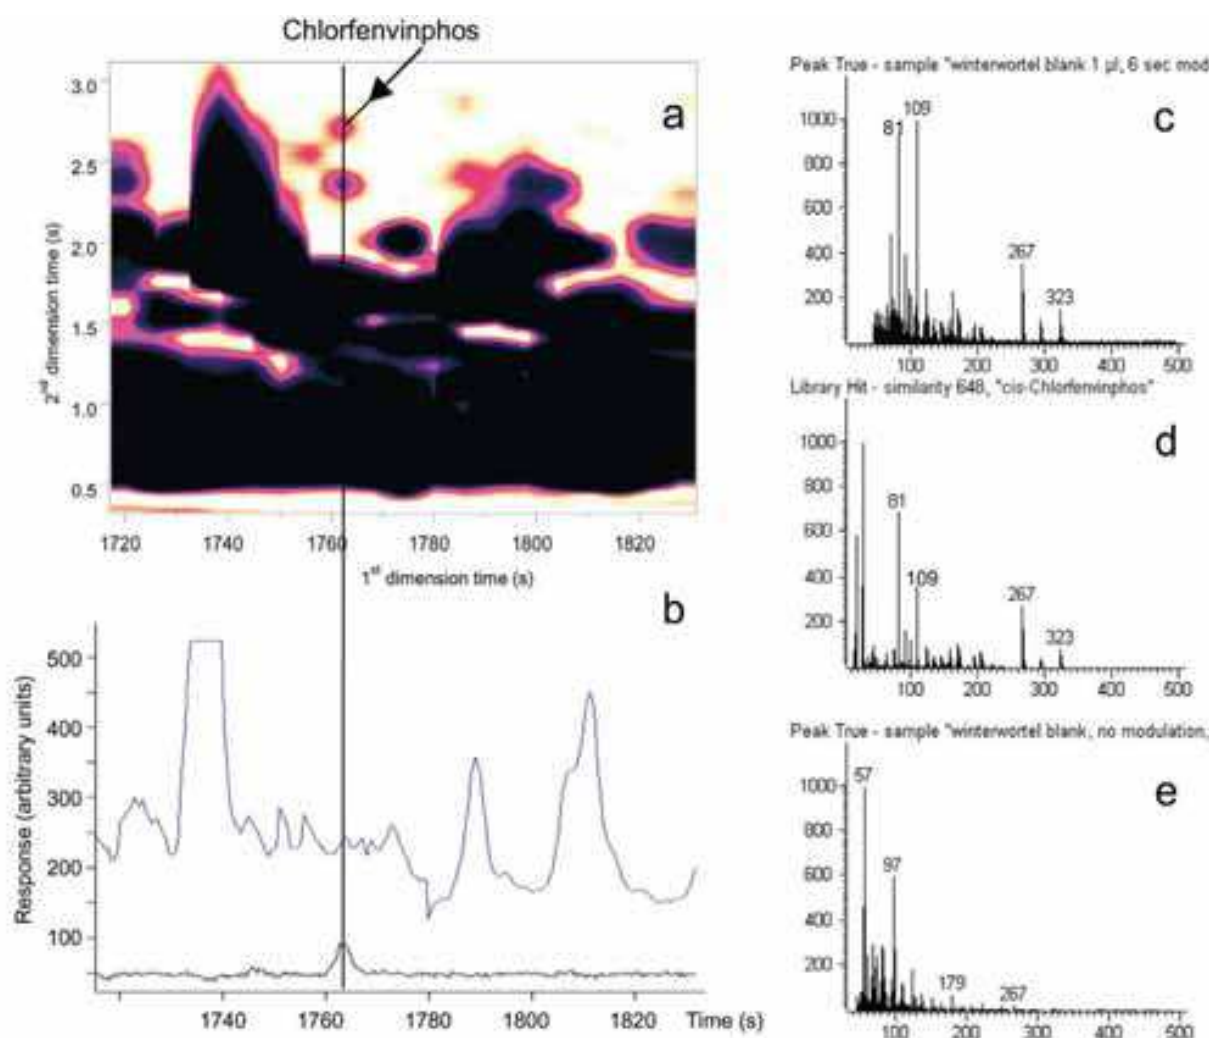 Chlorfenvinphos
a
3.0
2.5
2.0
1.5
1.0
0.5
2nd dimension time (s)
1720 1740 1760 1780 1800 1820
1st dimension time (s)
b
500
400
300
200
100
Response (arbitrary units)
1740 1760 1780 1800 1820 Time (s)
Peak True - sample "winterwortel blank 1 µl, 6 sec mod
c
1000
800
600
400
200
81
109
267
323
100 200 300 400 500
Library Hit - similarity 648, "cis-Chlorfenvinphos"
d
1000
800
600
400
200
81
109
267
323
100 200 300 400 500
Peak True - sample "winterwortel blank, no modulation,
e
1000
800
600
400
200
57
97
179
267
100 200 300 400 500